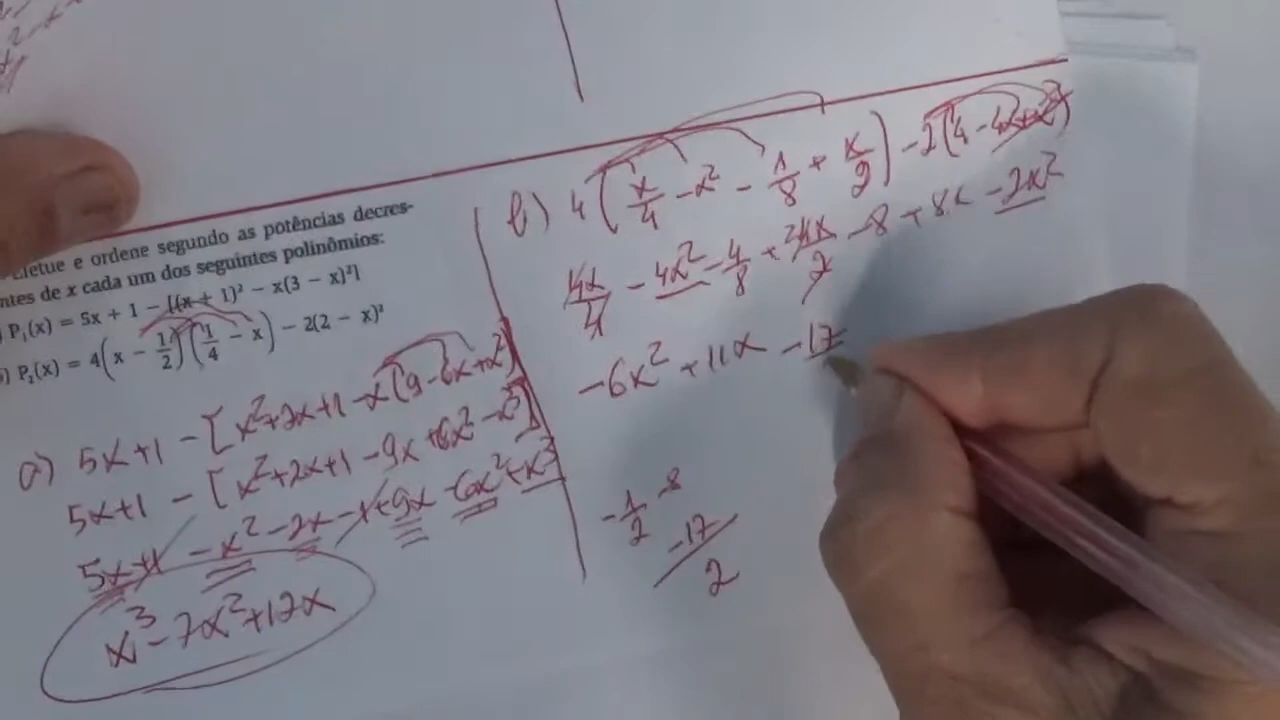 Efetue e ordene segundo as potências decres-
ntes de x cada um dos seguintes polinômios:
) P₁(x) = 5x + 1 − [(x + 1)² − x(3 − x)²]
) P₂(x) = 4(x − 1/2)(1/4 − x) − 2(2 − x)²
a) 5x+1 − [x²+2x+1 −x(9−6x+x²)]
5x+1 − [x²+2x+1 −9x+6x²−x³]
5x+1 −x²−2x−1+9x−6x²+x³
x³−7x²+12x
b) 4(x/4 − x² − 1/8 + x/2) − 2(4 − 4x+x²)
4x/4 − 4x² − 4/8 + 4x/2 − 8 + 8x − 2x²
−6x² + 11x − 17
−1/2 −8
−17/2